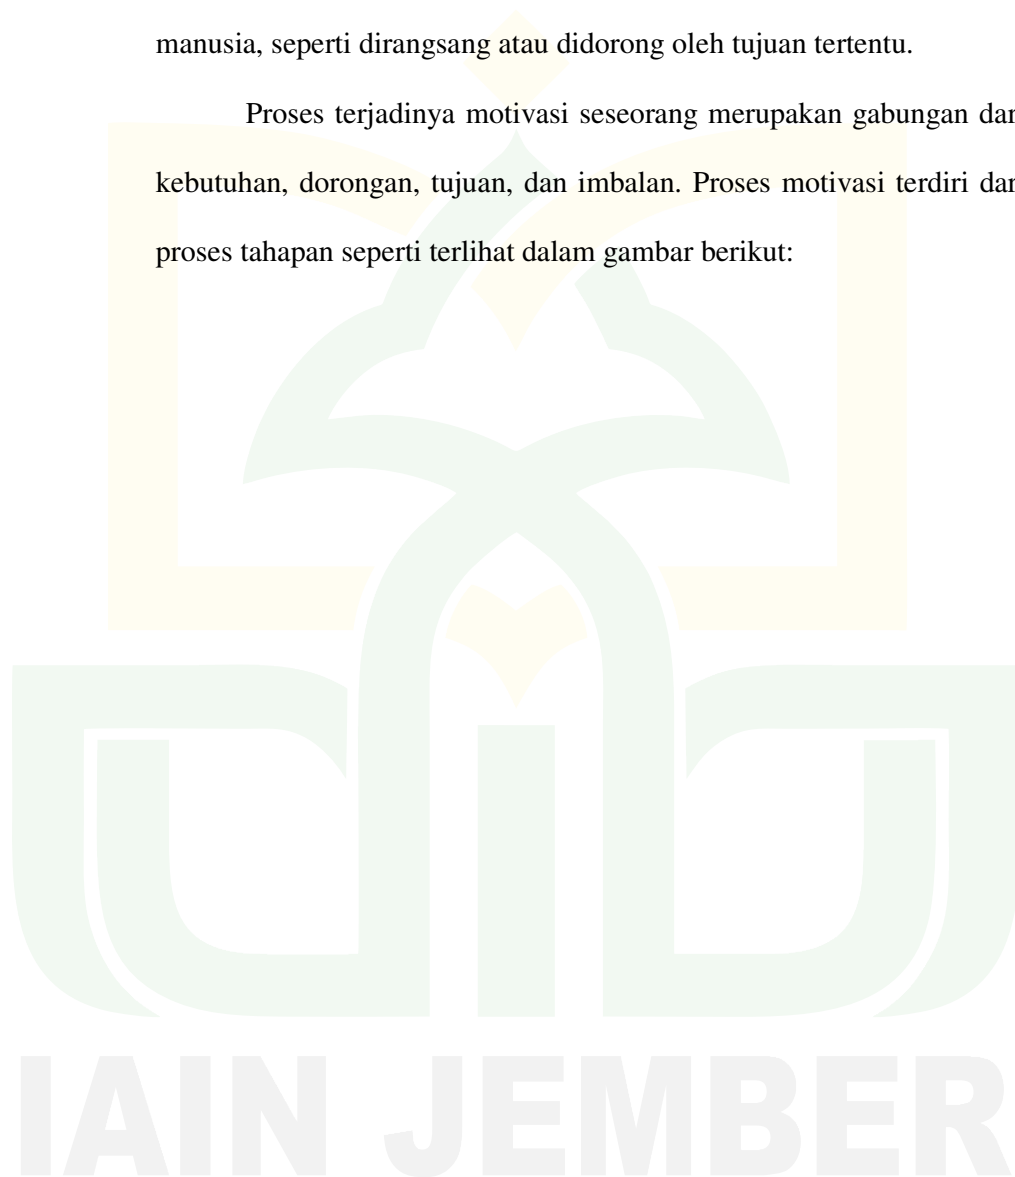 manusia, seperti dirangsang atau didorong oleh tujuan tertentu.
Proses terjadinya motivasi seseorang merupakan gabungan dar
kebutuhan, dorongan, tujuan, dan imbalan. Proses motivasi terdiri dar
proses tahapan seperti terlihat dalam gambar berikut:
IAIN JEMBER